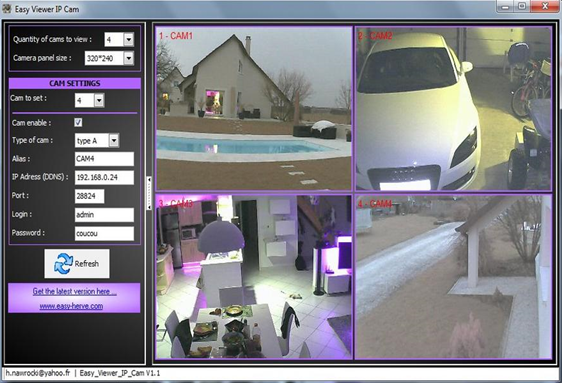 Easy Viewer IP Cam
Quantity of cams to view : 4
Camera panel size : 320*240
CAM SETTINGS
Cam to set : 4
Cam enable :
Type of cam : type A
Alias : CAM4
IP Adress (DDNS) : 192.168.0.24
Port : 28824
Login : admin
Password : coucou
Refresh
Get the latest version here ...
www.easy-herve.com
1 - CAM1
2 - CAM2
3 - CAM3
4 - CAM4
h.nawrocki@yahoo.fr | Easy_Viewer_IP_Cam V1.1